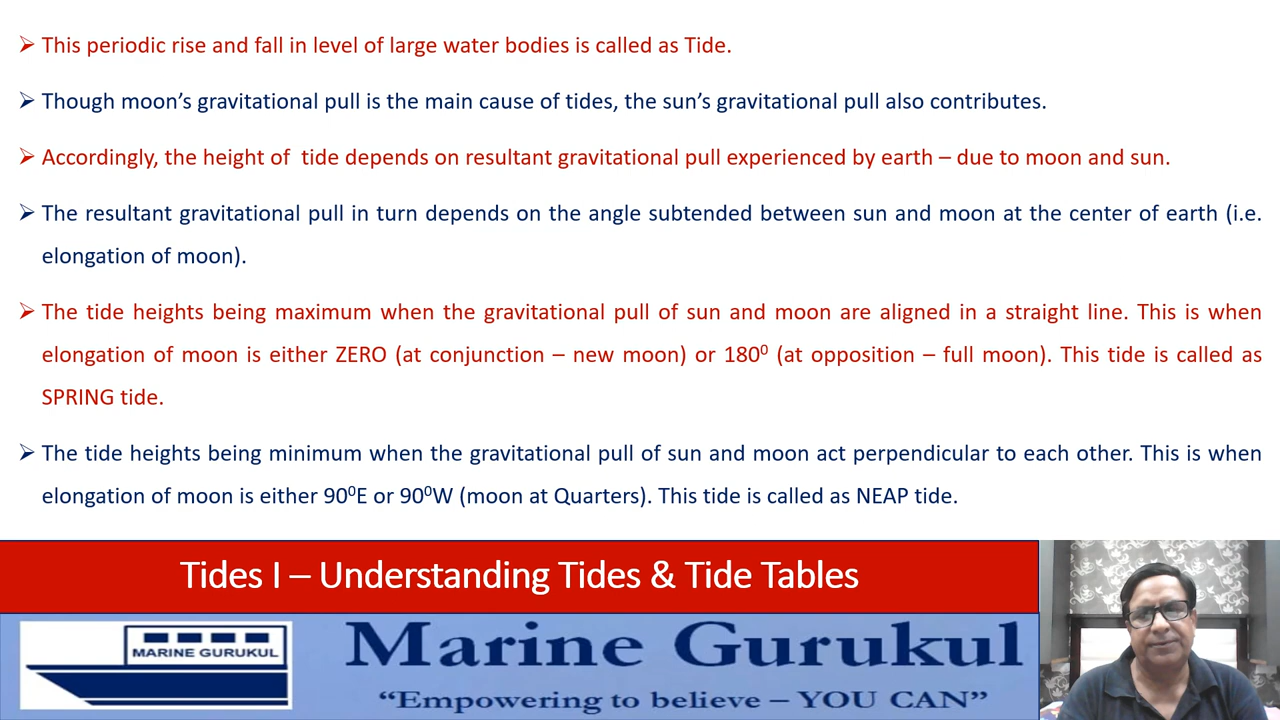 ➢ This periodic rise and fall in level of large water bodies is called as Tide.
➢ Though moon’s gravitational pull is the main cause of tides, the sun’s gravitational pull also contributes.
➢ Accordingly, the height of  tide depends on resultant gravitational pull experienced by earth – due to moon and sun.
➢ The resultant gravitational pull in turn depends on the angle subtended between sun and moon at the center of earth (i.e.
elongation of moon).
➢ The tide heights being maximum when the gravitational pull of sun and moon are aligned in a straight line. This is when
elongation of moon is either ZERO (at conjunction – new moon) or 180⁰ (at opposition – full moon). This tide is called as
SPRING tide.
➢ The tide heights being minimum when the gravitational pull of sun and moon act perpendicular to each other. This is when
elongation of moon is either 90⁰E or 90⁰W (moon at Quarters). This tide is called as NEAP tide.
Tides I – Understanding Tides & Tide Tables
MARINE GURUKUL
Marine Gurukul
“Empowering to believe – YOU CAN”